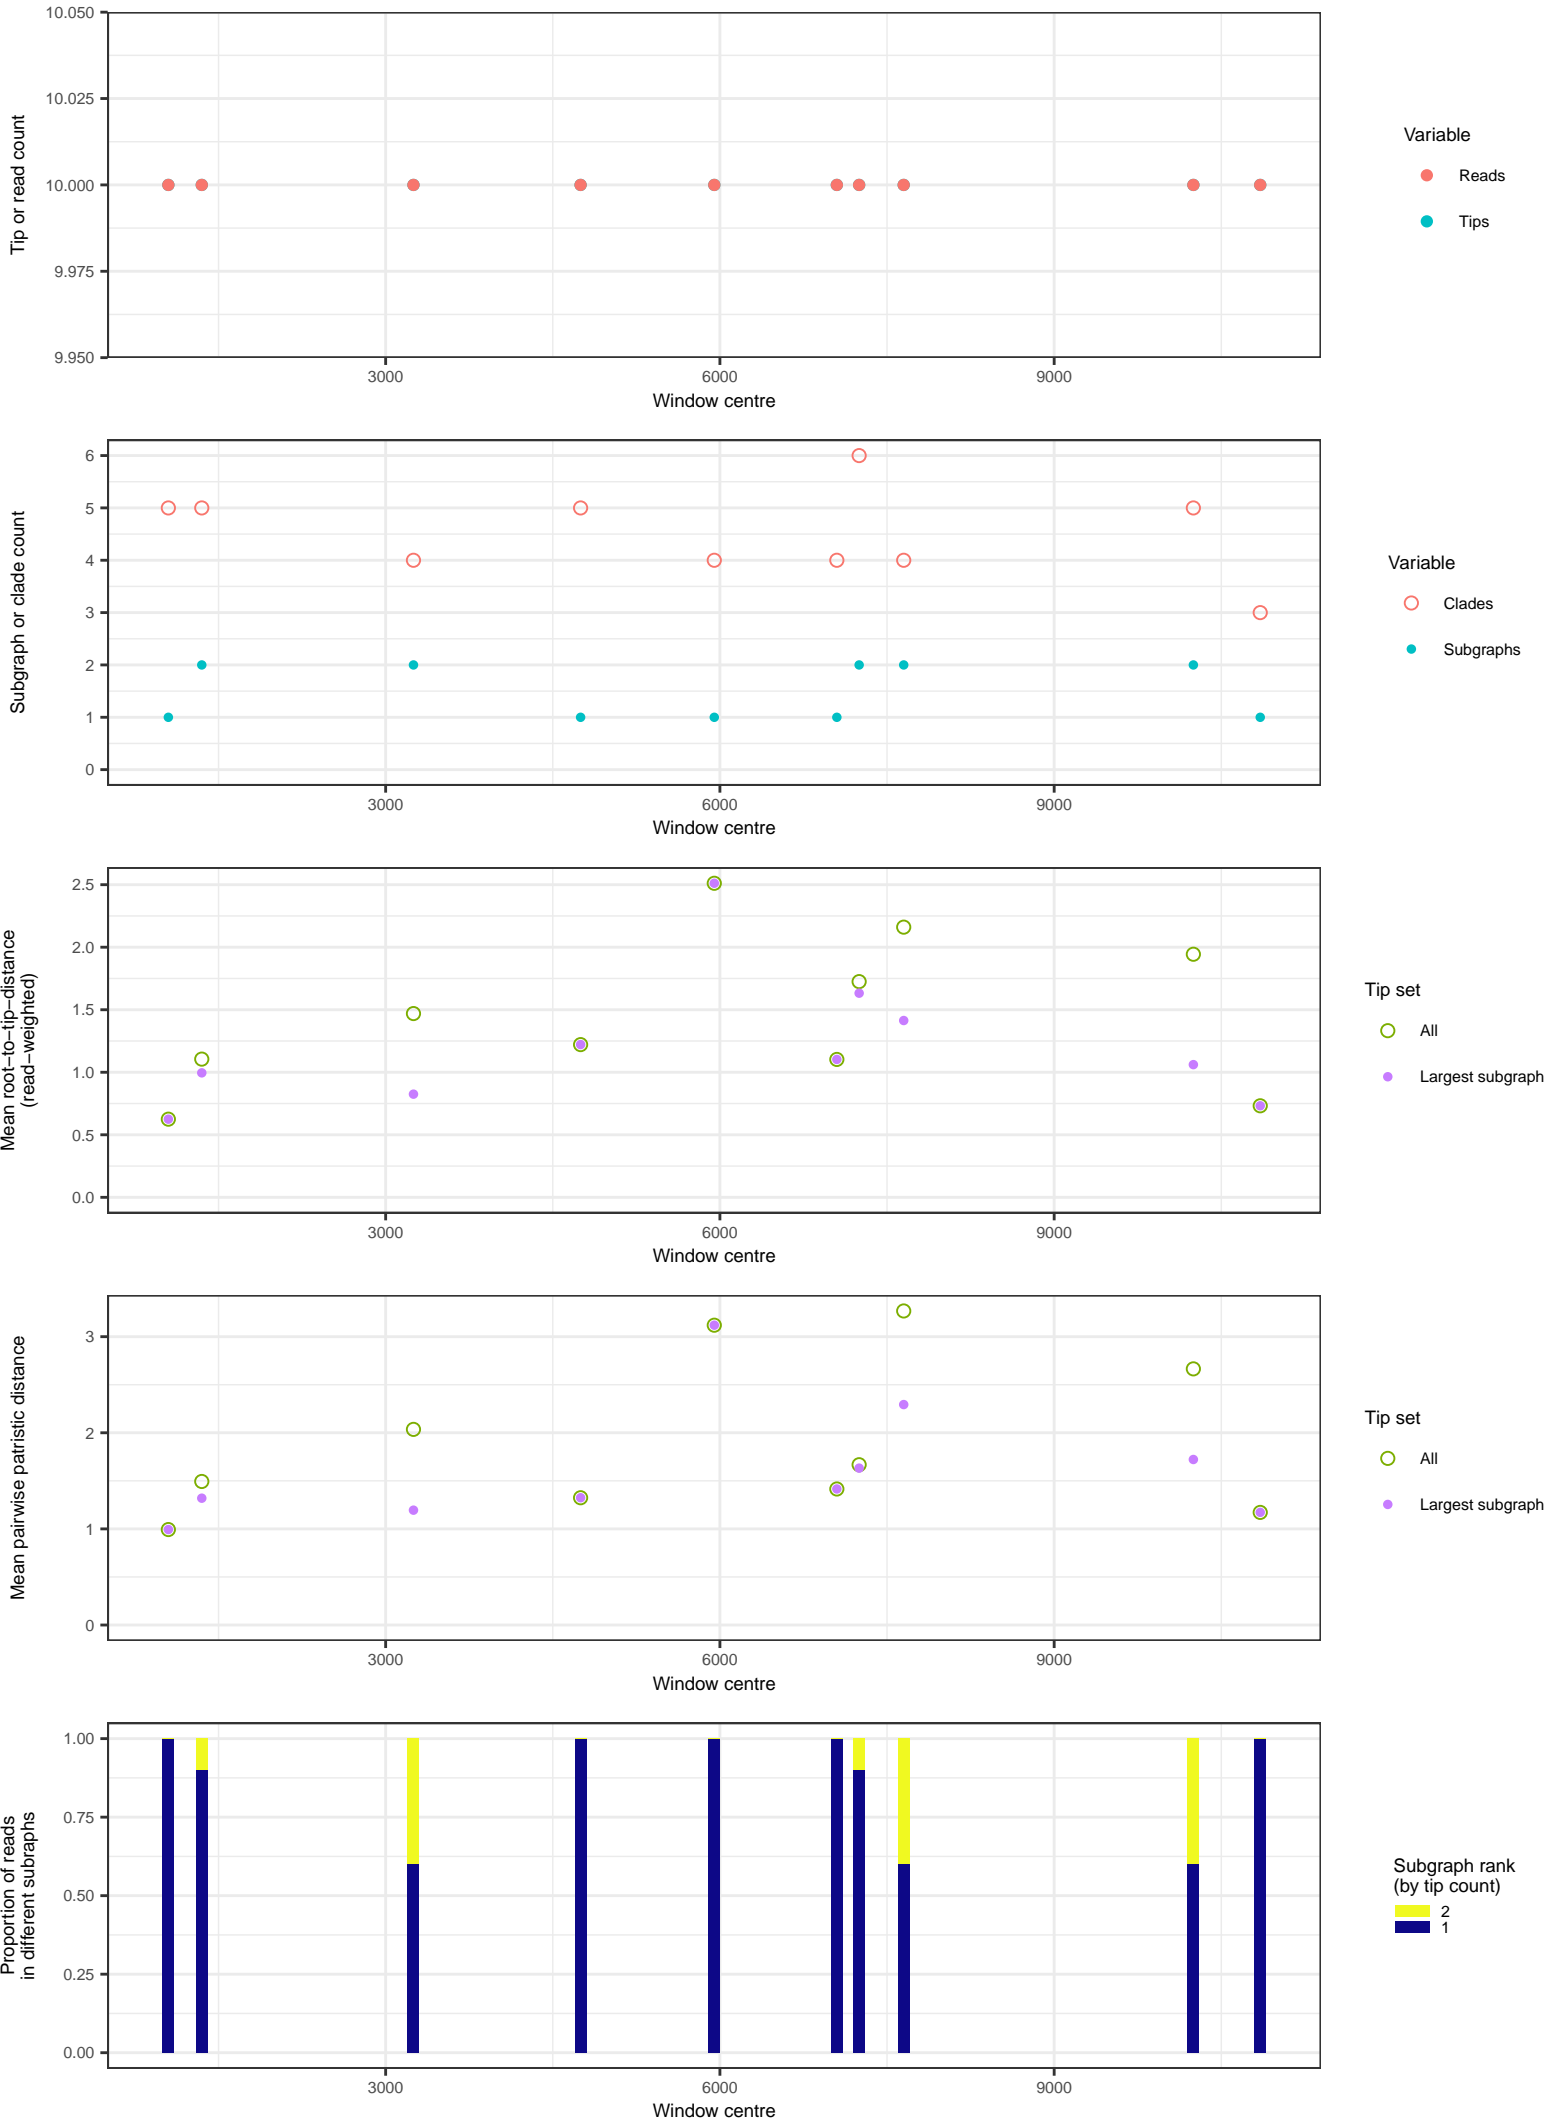 10.050
10.025
10.000
9.975
9.950
Tip or read count
3000 6000 9000
Window centre
Variable
Reads
Tips
6
5
4
3
2
1
0
Subgraph or clade count
3000 6000 9000
Window centre
Variable
Clades
Subgraphs
2.5
2.0
1.5
1.0
0.5
0.0
Mean root−to−tip−distance
(read−weighted)
3000 6000 9000
Window centre
Tip set
All
Largest subgraph
3
2
1
0
Mean pairwise patristic distance
3000 6000 9000
Window centre
Tip set
All
Largest subgraph
1.00
0.75
0.50
0.25
0.00
Proportion of reads
in different subraphs
3000 6000 9000
Window centre
Subgraph rank
(by tip count)
2
1